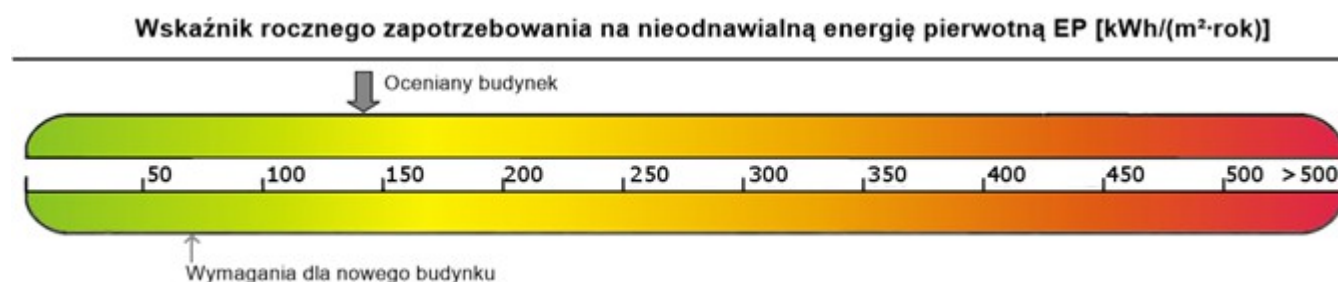 Wskaźnik rocznego zapotrzebowania na nieodnawialną energię pierwotną EP [kWh/(m²·rok)]
Oceniany budynek
50 100 150 200 250 300 350 400 450 500 >500
Wymagania dla nowego budynku